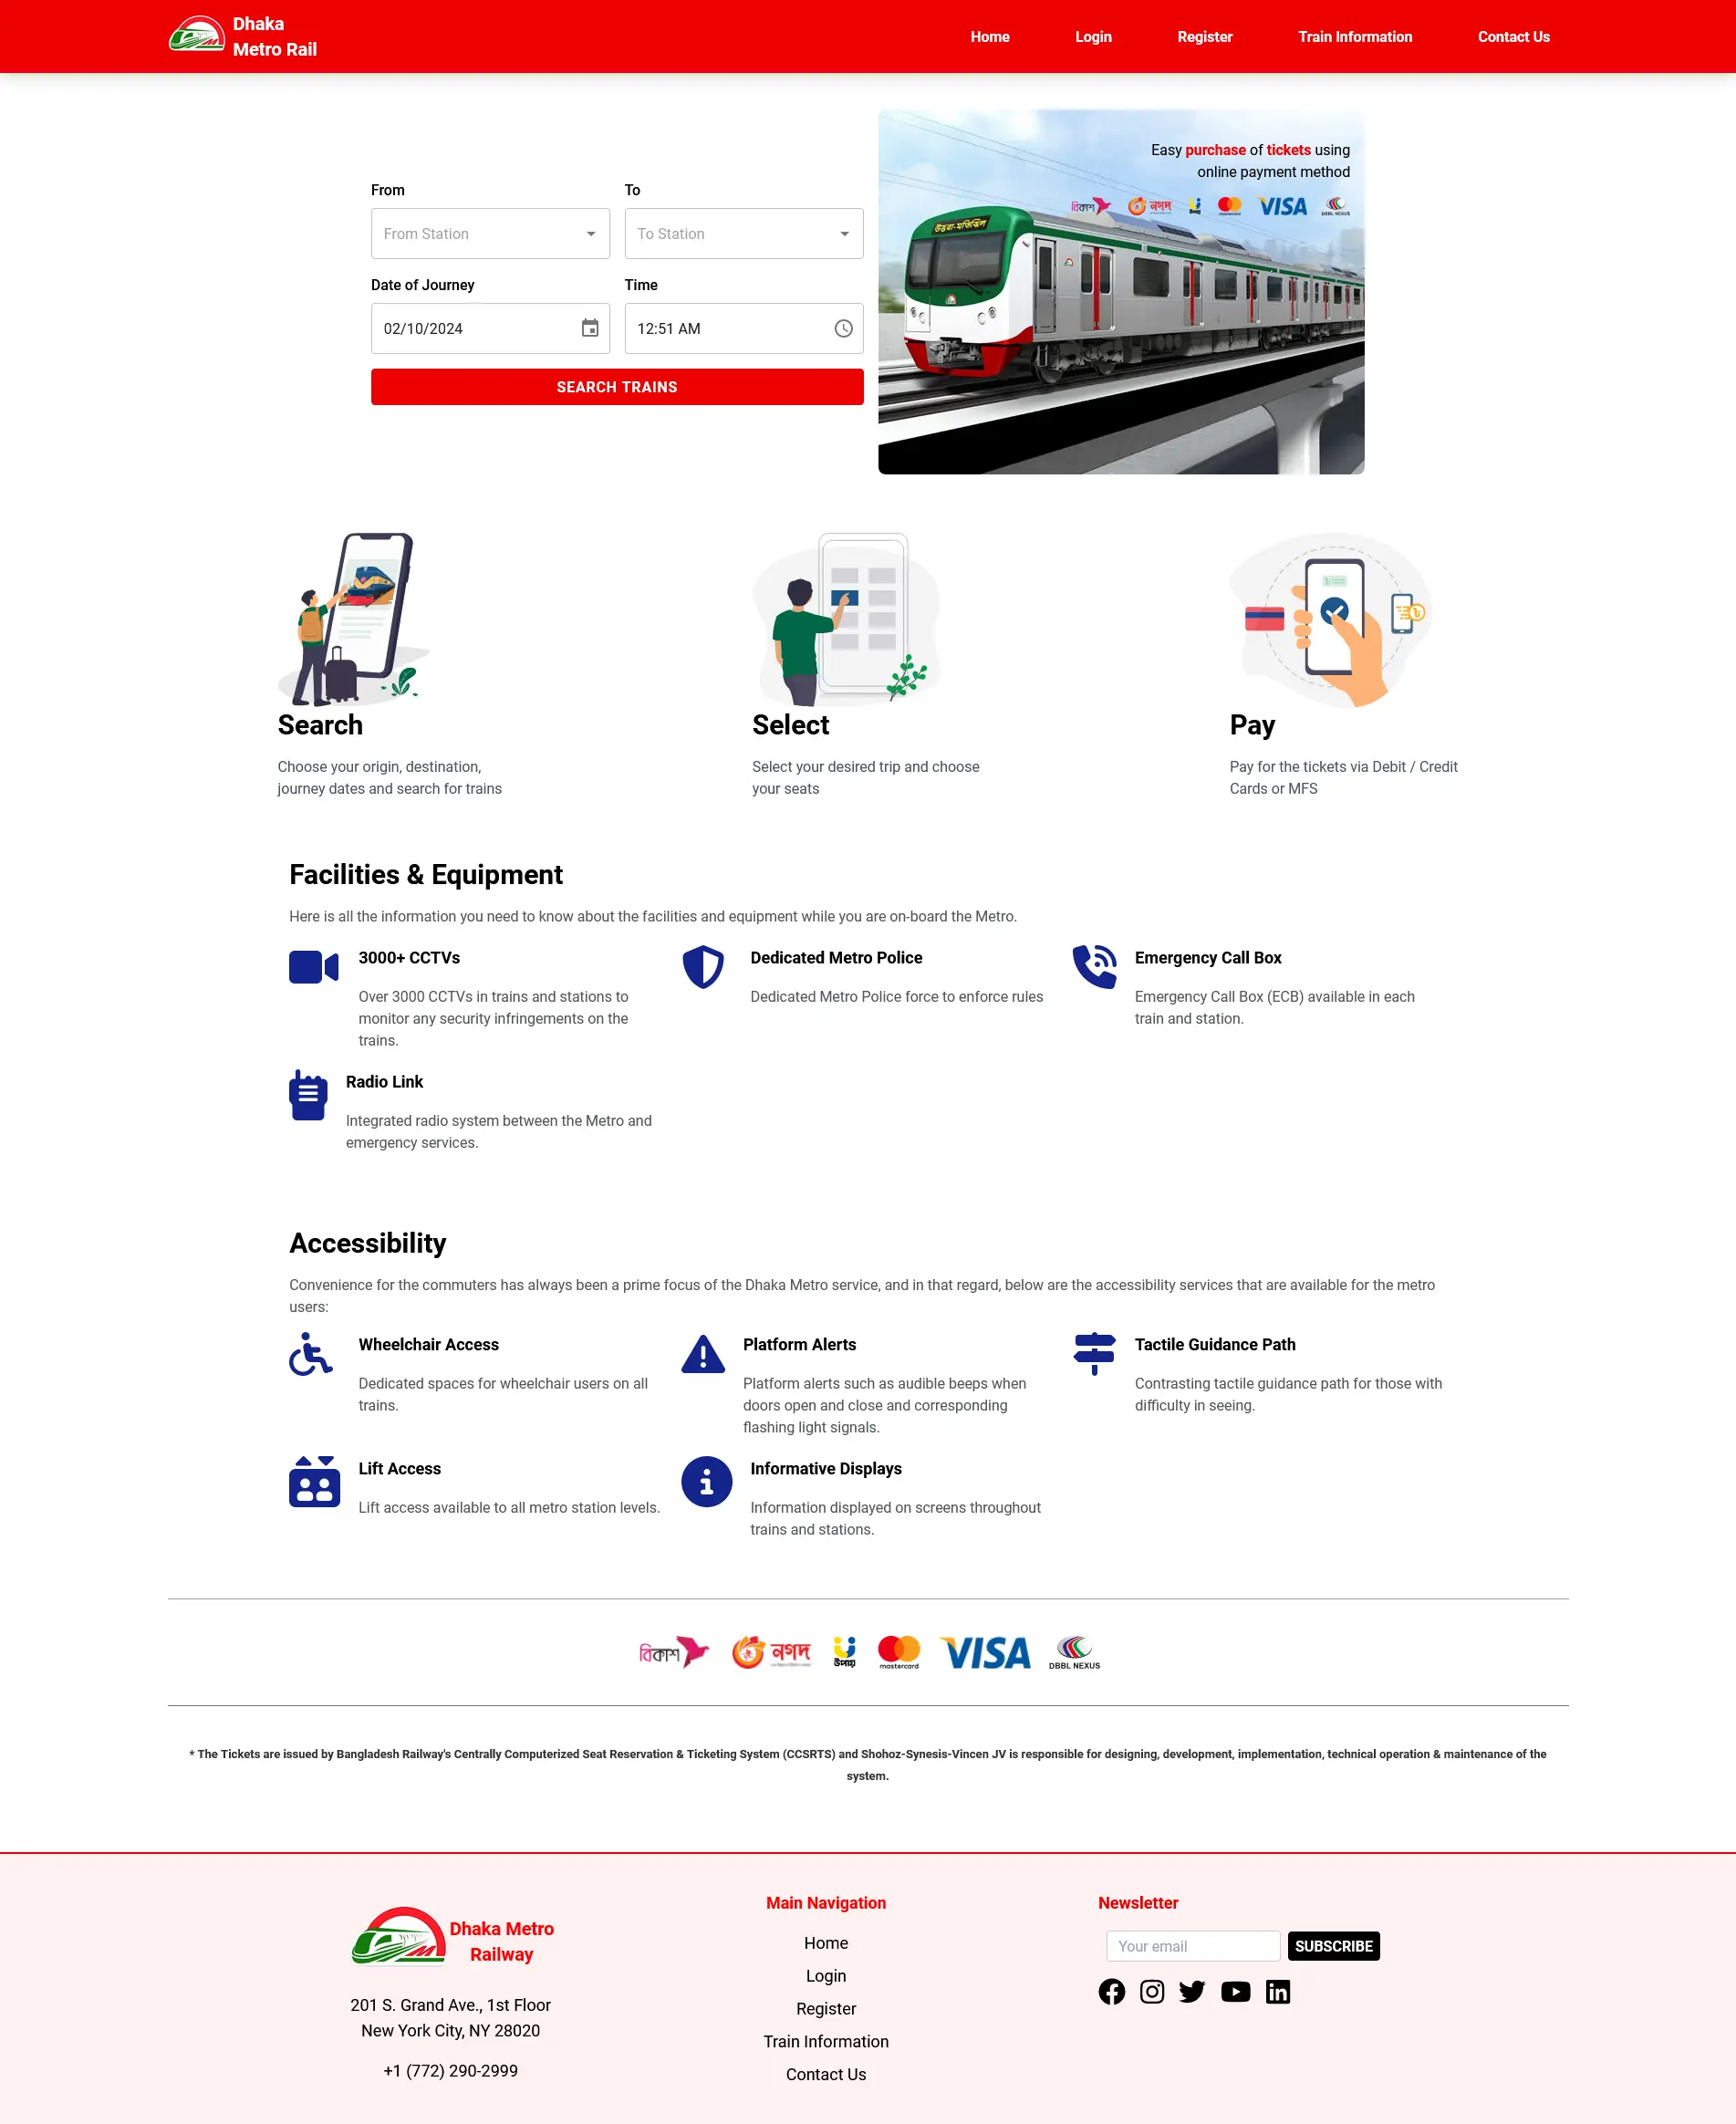 Dhaka
Metro Rail
Home
Login
Register
Train Information
Contact Us
Easy purchase of tickets using
online payment method
বিকাশ
নগদ
উপায়
mastercard
VISA
DBBL NEXUS
উত্তরা-মতিঝিল
From
To
From Station
To Station
Date of Journey
Time
02/10/2024
12:51 AM
SEARCH TRAINS
Search
Choose your origin, destination,
journey dates and search for trains
Select
Select your desired trip and choose
your seats
Pay
Pay for the tickets via Debit / Credit
Cards or MFS
Facilities & Equipment
Here is all the information you need to know about the facilities and equipment while you are on-board the Metro.
3000+ CCTVs
Over 3000 CCTVs in trains and stations to
monitor any security infringements on the
trains.
Dedicated Metro Police
Dedicated Metro Police force to enforce rules
Emergency Call Box
Emergency Call Box (ECB) available in each
train and station.
Radio Link
Integrated radio system between the Metro and
emergency services.
Accessibility
Convenience for the commuters has always been a prime focus of the Dhaka Metro service, and in that regard, below are the accessibility services that are available for the metro
users:
Wheelchair Access
Dedicated spaces for wheelchair users on all
trains.
Platform Alerts
Platform alerts such as audible beeps when
doors open and close and corresponding
flashing light signals.
Tactile Guidance Path
Contrasting tactile guidance path for those with
difficulty in seeing.
Lift Access
Lift access available to all metro station levels.
Informative Displays
Information displayed on screens throughout
trains and stations.
বিকাশ
নগদ
উপায়
mastercard
VISA
DBBL NEXUS
* The Tickets are issued by Bangladesh Railway's Centrally Computerized Seat Reservation & Ticketing System (CCSRTS) and Shohoz-Synesis-Vincen JV is responsible for designing, development, implementation, technical operation & maintenance of the
system.
Dhaka Metro
Railway
201 S. Grand Ave., 1st Floor
New York City, NY 28020
+1 (772) 290-2999
Main Navigation
Home
Login
Register
Train Information
Contact Us
Newsletter
Your email
SUBSCRIBE